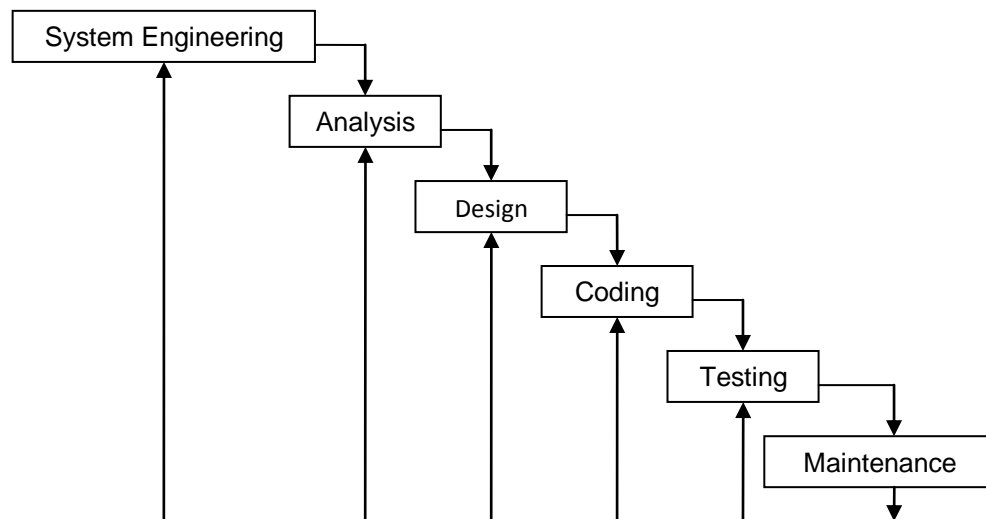 System Engineering
Analysis
Design
Coding
Testing
Maintenance